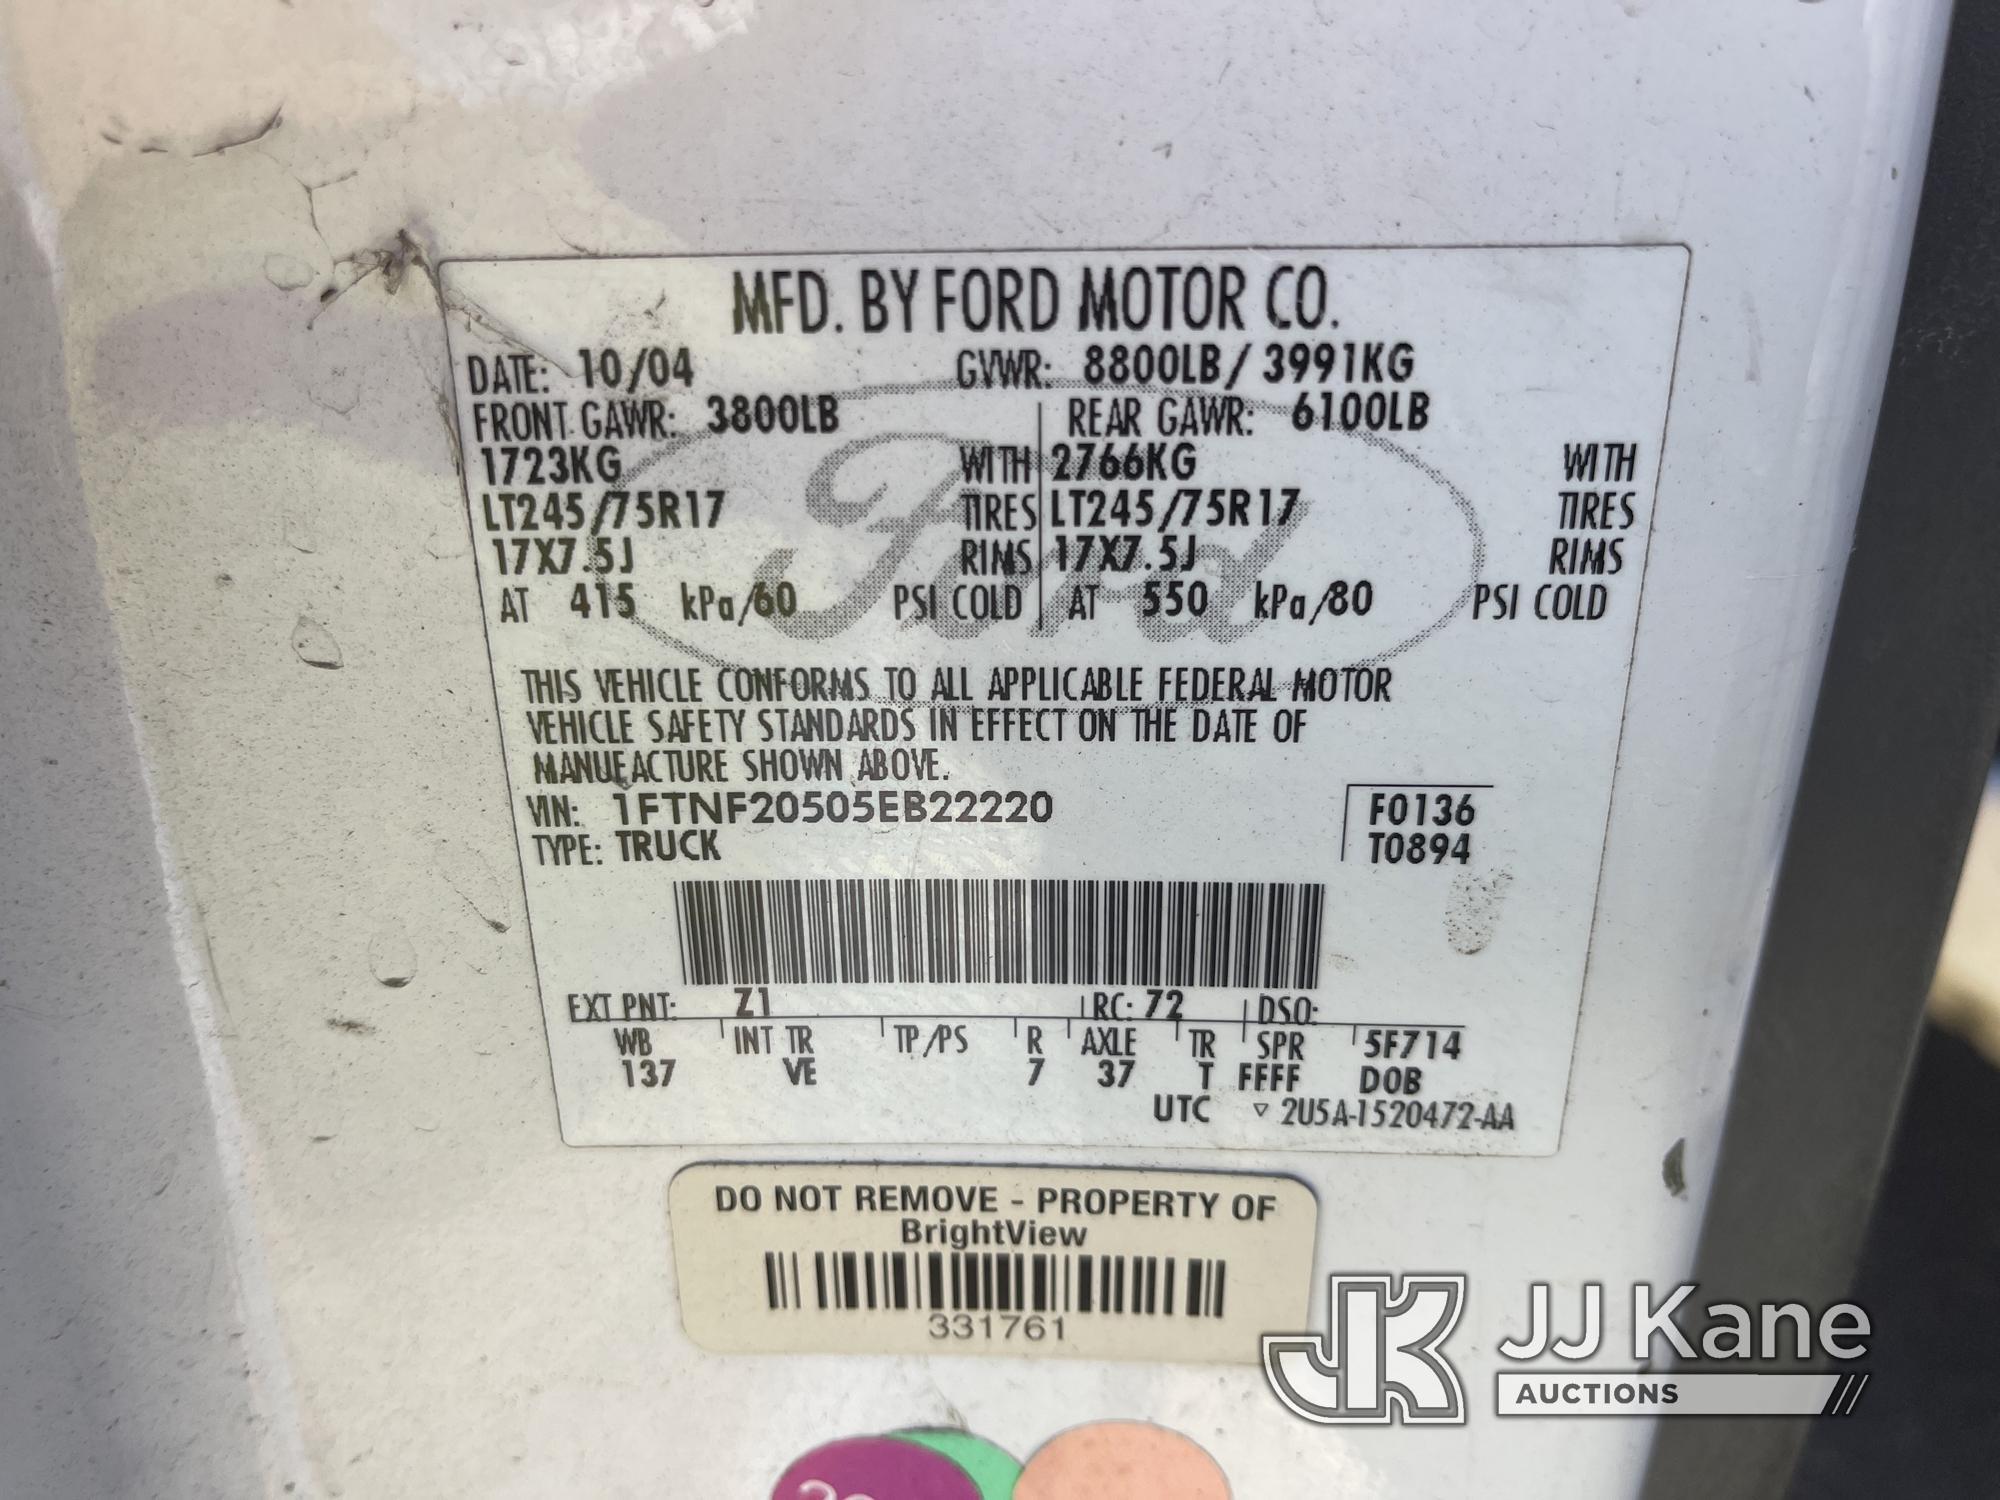 MFD. BY FORD MOTOR CO.
DATE: 10/04 GVWR: 8800LB/ 3991KG
FRONT GAWR: 3800LB REAR GAWR: 6100LB
1723KG WITH 2766KG WITH
LT245/75R17 TIRES LT245/75R17 TIRES
17X7.5J RIMS 17X7.5J RIMS
AT 415 kPa/60 PSI COLD AT 550 kPa/80 PSI COLD
Ford
THIS VEHICLE CONFORMS TO ALL APPLICABLE FEDERAL MOTOR
VEHICLE SAFETY STANDARDS IN EFFECT ON THE DATE OF
MANUFACTURE SHOWN ABOVE.
VIN: 1FTNF20505EB22220 F0136
TYPE: TRUCK T0894
EXT PNT: Z1 RC: 72 DSO:
WB INT TR TP/PS R AXLE TR SPR 5F714
137 VE 7 37 T FFFF DOB
UTC ▽ 2U5A-1520472-AA
DO NOT REMOVE - PROPERTY OF
BrightView
331761
JK JJ Kane
AUCTIONS